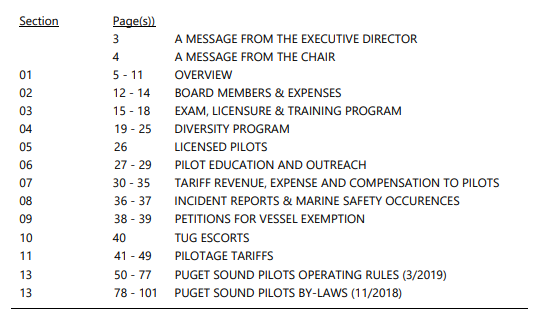 Section Page(s))
3 A MESSAGE FROM THE EXECUTIVE DIRECTOR
4 A MESSAGE FROM THE CHAIR
01 5 - 11 OVERVIEW
02 12 - 14 BOARD MEMBERS & EXPENSES
03 15 - 18 EXAM, LICENSURE & TRAINING PROGRAM
04 19 - 25 DIVERSITY PROGRAM
05 26 LICENSED PILOTS
06 27 - 29 PILOT EDUCATION AND OUTREACH
07 30 - 35 TARIFF REVENUE, EXPENSE AND COMPENSATION TO PILOTS
08 36 - 37 INCIDENT REPORTS & MARINE SAFETY OCCURENCES
09 38 - 39 PETITIONS FOR VESSEL EXEMPTION
10 40 TUG ESCORTS
11 41 - 49 PILOTAGE TARIFFS
13 50 - 77 PUGET SOUND PILOTS OPERATING RULES (3/2019)
13 78 - 101 PUGET SOUND PILOTS BY-LAWS (11/2018)